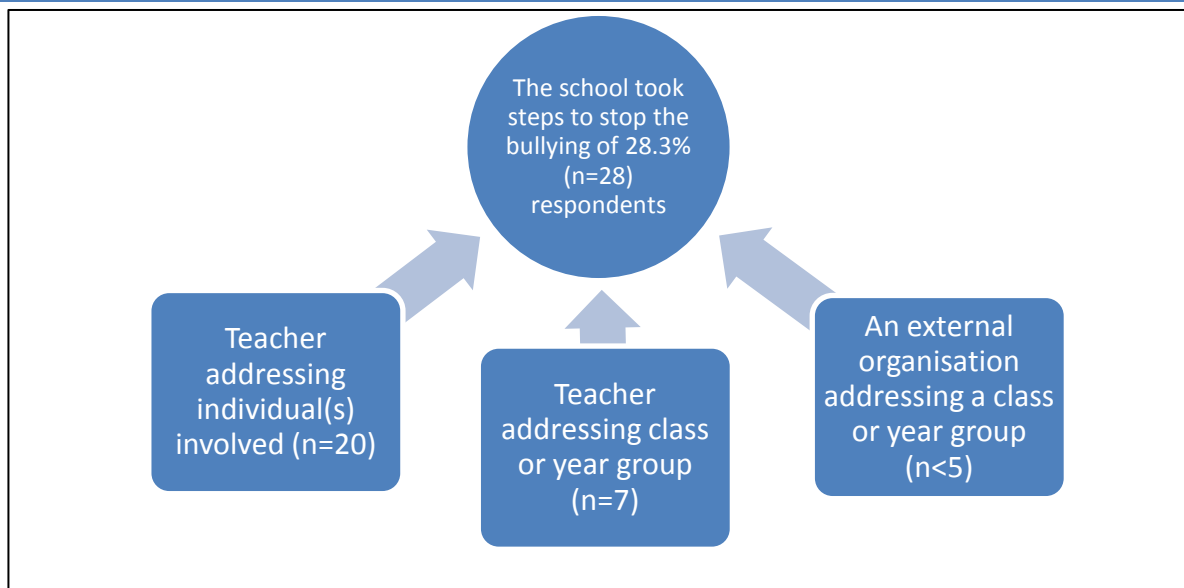 The school took
steps to stop the
bullying of 28.3%
(n=28)
respondents
Teacher
addressing
individual(s)
involved (n=20)
Teacher
addressing class
or year group
(n=7)
An external
organisation
addressing a class
or year group
(n<5)